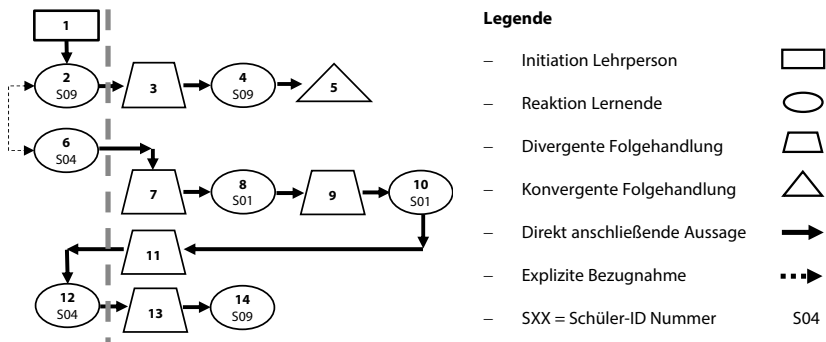 1
2
S09
3
4
S09
5
6
S04
7
8
S01
9
10
S01
11
12
S04
13
14
S09
Legende
– Initiation Lehrperson
– Reaktion Lernende
– Divergente Folgehandlung
– Konvergente Folgehandlung
– Direkt anschließende Aussage
– Explizite Bezugnahme
– SXX = Schüler-ID Nummer S04